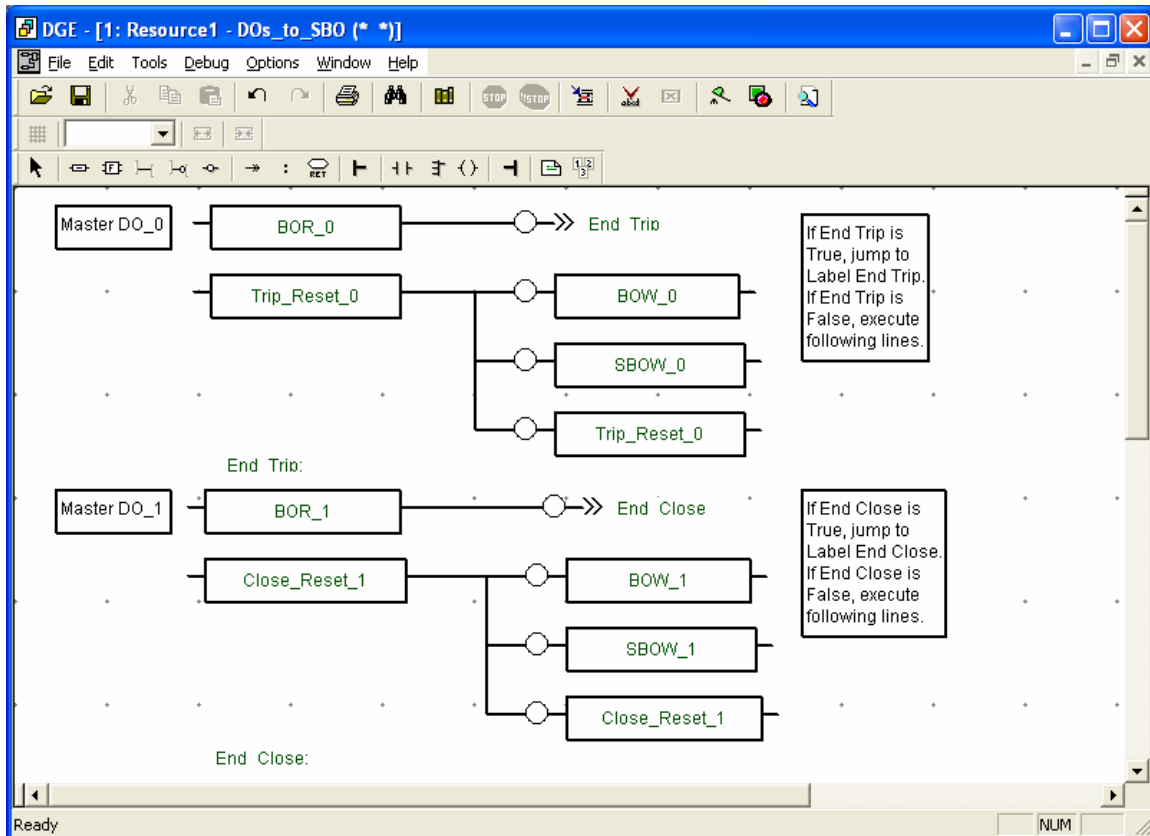 DGE - [1: Resource1 - DOs_to_SBO (* *)]
File Edit Tools Debug Options Window Help
STOP STOP
RET
Master DO_0
BOR_0
End Trip
If End Trip is
True, jump to
Label End Trip.
If End Trip is
False, execute
following lines.
Trip_Reset_0
BOW_0
SBOW_0
Trip_Reset_0
End Trip:
Master DO_1
BOR_1
End Close
If End Close is
True, jump to
Label End Close.
If End Close is
False, execute
following lines.
Close_Reset_1
BOW_1
SBOW_1
Close_Reset_1
End Close:
Ready
NUM